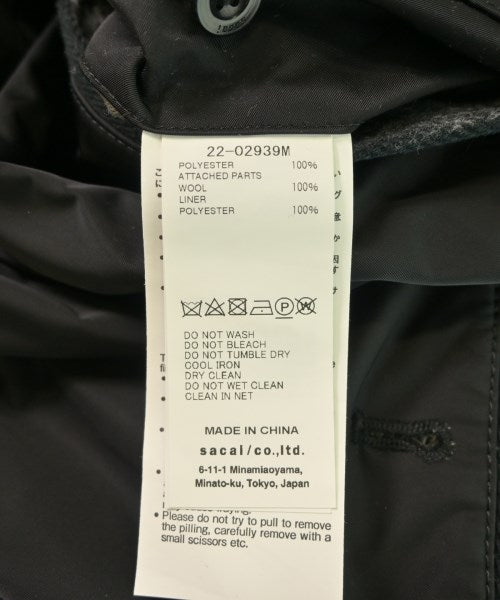 22-02939M
POLYESTER 100%
ATTACHED PARTS
WOOL 100%
LINER
POLYESTER 100%
DO NOT WASH
DO NOT BLEACH
DO NOT TUMBLE DRY
COOL IRON
DRY CLEAN
DO NOT WET CLEAN
CLEAN IN NET
MADE IN CHINA
sacai/co.,ltd.
6-11-1 Minamiaoyama,
Minato-ku, Tokyo, Japan
• Please do not try to pull to remove
the pilling, carefully remove with a
small scissors etc.